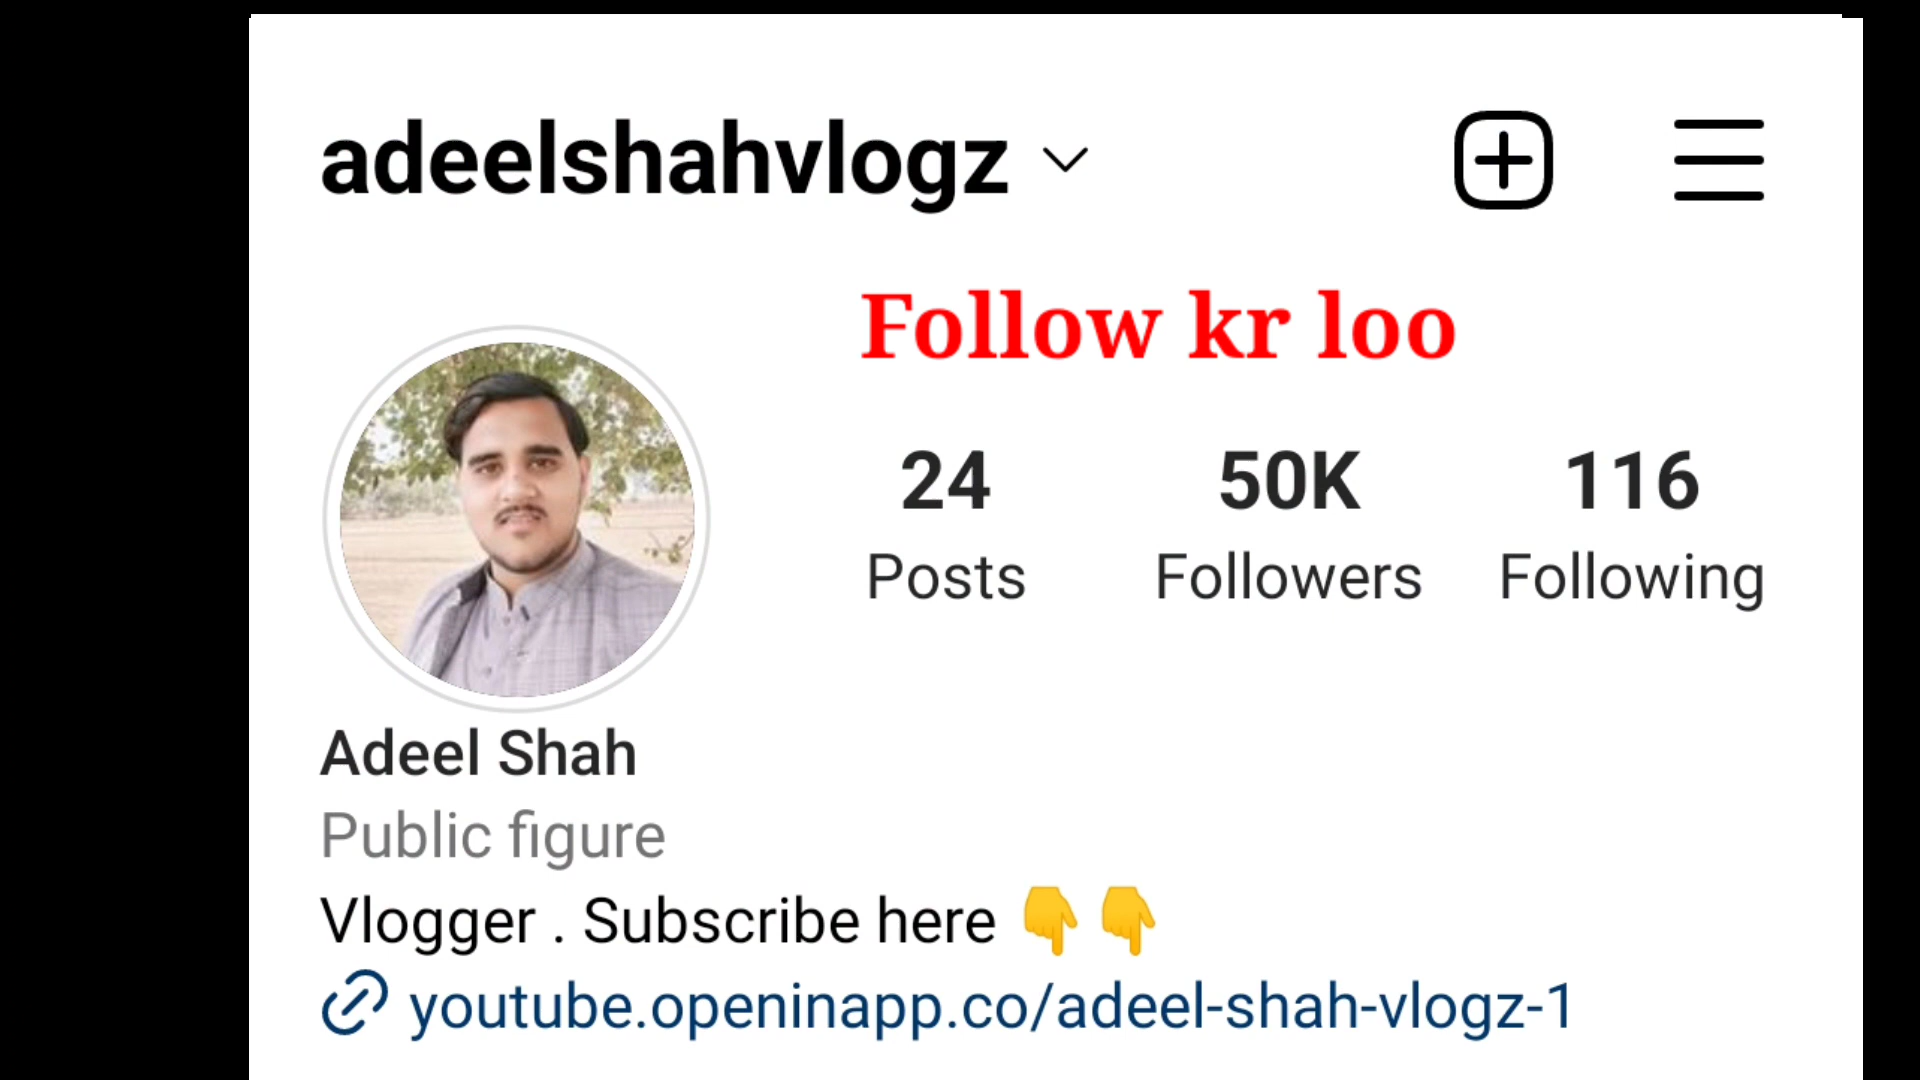 adeelshahvlogz
Follow kr loo
24 50K 116
Posts Followers Following
Adeel Shah
Public figure
Vlogger . Subscribe here 👇👇
youtube.openinapp.co/adeel-shah-vlogz-1